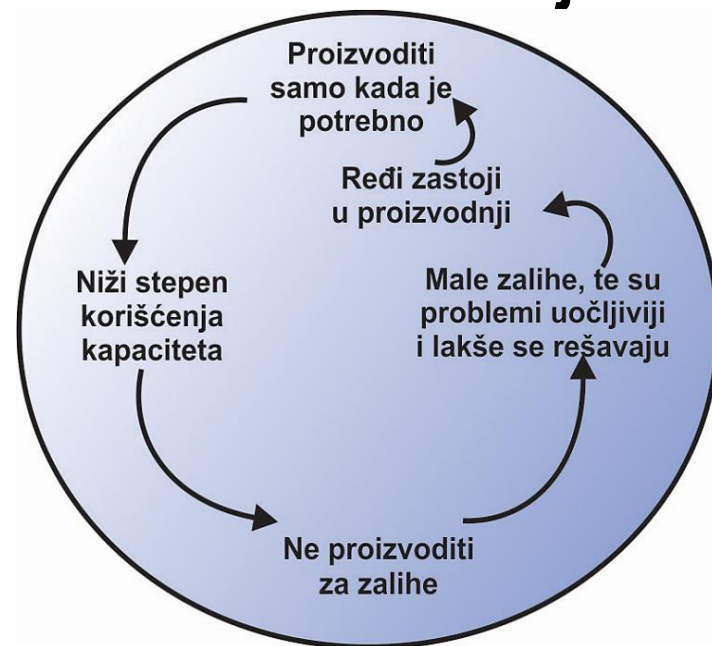 Proizvoditi
samo kada je
potrebno
Ređi zastoji
u proizvodnji
Niži stepen
korišćenja
kapaciteta
Male zalihe, te su
problemi uočljiviji
i lakše se rešavaju
Ne proizvoditi
za zalihe